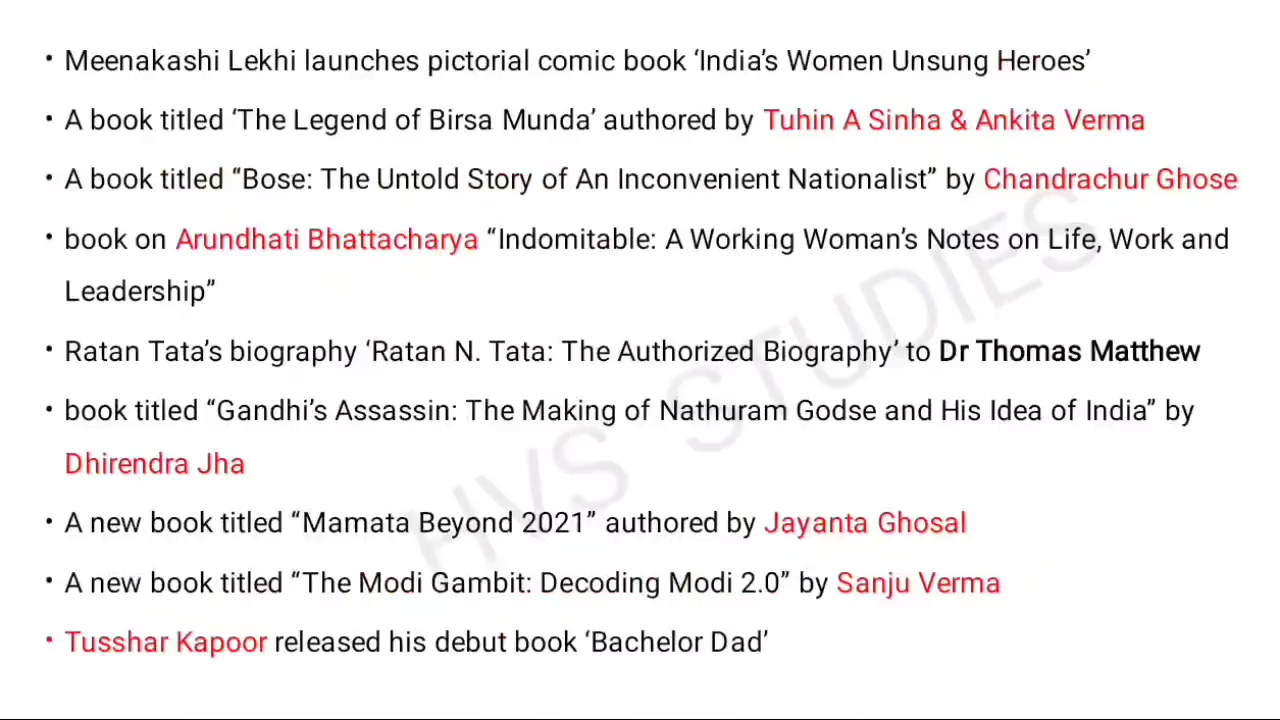 • Meenakashi Lekhi launches pictorial comic book ‘India’s Women Unsung Heroes’
• A book titled ‘The Legend of Birsa Munda’ authored by Tuhin A Sinha & Ankita Verma
• A book titled “Bose: The Untold Story of An Inconvenient Nationalist” by Chandrachur Ghose
• book on Arundhati Bhattacharya “Indomitable: A Working Woman’s Notes on Life, Work and
Leadership”
• Ratan Tata’s biography ‘Ratan N. Tata: The Authorized Biography’ to Dr Thomas Matthew
• book titled “Gandhi’s Assassin: The Making of Nathuram Godse and His Idea of India” by
Dhirendra Jha
• A new book titled “Mamata Beyond 2021” authored by Jayanta Ghosal
• A new book titled “The Modi Gambit: Decoding Modi 2.0” by Sanju Verma
• Tusshar Kapoor released his debut book ‘Bachelor Dad’
HVS STUDIES